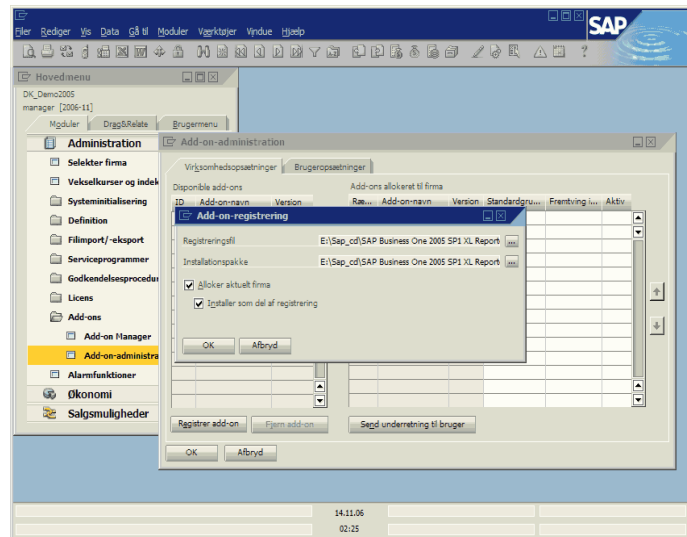 SAP
Filer Rediger Vis Data Gå til Moduler Værktøjer Vindue Hjælp
Hovedmenu
DK_Demo2005
manager [2006-11]
Moduler Drag&Relate Brugermenu
Administration
Selekter firma
Vekselkurser og indek
Systeminitialisering
Definition
Filimport/-eksport
Serviceprogrammer
Godkendelsesprocedur
Licens
Add-ons
Add-on Manager
Add-on-administra
Alarmfunktioner
Økonomi
Salgsmuligheder
Add-on-administration
Virksomhedsopsætninger Brugeropsætninger
Disponible add-ons Add-ons allokeret til firma
ID Add-on-navn Version Ræ... Add-on-navn Version Standardgru... Fremtving i... Aktiv
Add-on-registrering
Registreringsfil E:\Sap_cd\SAP Business One 2005 SP1 XL Report ...
Installationspakke E:\Sap_cd\SAP Business One 2005 SP1 XL Report ...
Alloker aktuelt firma
Installer som del af registrering
OK Afbryd
Registrer add-on Fjern add-on Send underretning til bruger
OK Afbryd
14.11.06
02:25